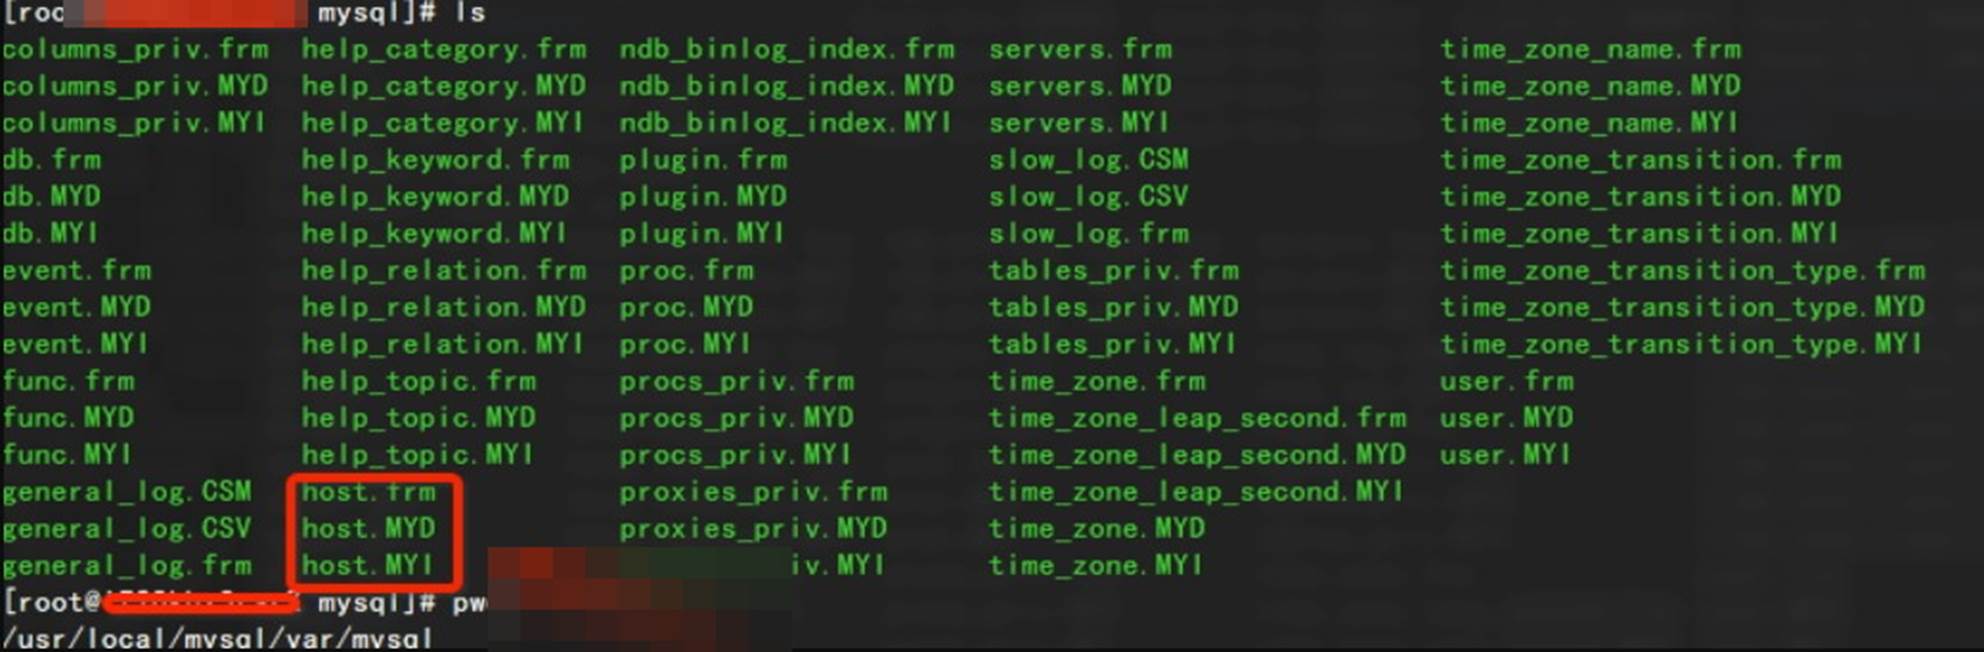 [roo mysql]# ls
columns_priv.frm help_category.frm ndb_binlog_index.frm servers.frm time_zone_name.frm
columns_priv.MYD help_category.MYD ndb_binlog_index.MYD servers.MYD time_zone_name.MYD
columns_priv.MYI help_category.MYI ndb_binlog_index.MYI servers.MYI time_zone_name.MYI
db.frm help_keyword.frm plugin.frm slow_log.CSM time_zone_transition.frm
db.MYD help_keyword.MYD plugin.MYD slow_log.CSV time_zone_transition.MYD
db.MYI help_keyword.MYI plugin.MYI slow_log.frm time_zone_transition.MYI
event.frm help_relation.frm proc.frm tables_priv.frm time_zone_transition_type.frm
event.MYD help_relation.MYD proc.MYD tables_priv.MYD time_zone_transition_type.MYD
event.MYI help_relation.MYI proc.MYI tables_priv.MYI time_zone_transition_type.MYI
func.frm help_topic.frm procs_priv.frm time_zone.frm user.frm
func.MYD help_topic.MYD procs_priv.MYD time_zone_leap_second.frm user.MYD
func.MYI help_topic.MYI procs_priv.MYI time_zone_leap_second.MYD user.MYI
general_log.CSM host.frm proxies_priv.frm time_zone_leap_second.MYI
general_log.CSV host.MYD proxies_priv.MYD time_zone.MYD
general_log.frm host.MYI iv.MYI time_zone.MYI
[root@ mysql]# pw
/usr/local/mysql/var/mysql